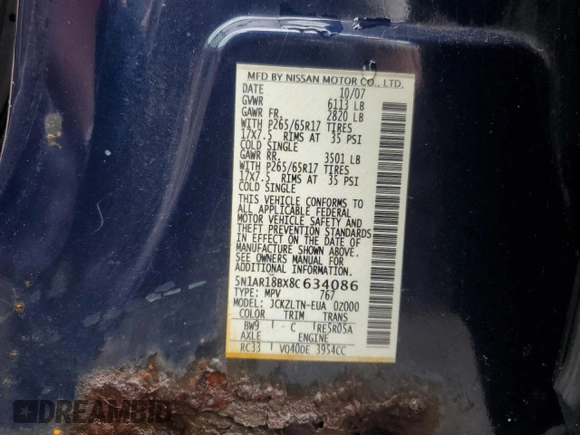 MFD BY NISSAN MOTOR CO., LTD.
DATE 10/07
GVWR 6113 LB
GAWR FR. 2820 LB
WITH P265/65R17 TIRES
17X7.5 RIMS AT 35 PSI
COLD SINGLE
GAWR RR. 3501 LB
WITH P265/65R17 TIRES
17X7.5 RIMS AT 35 PSI
COLD SINGLE
THIS VEHICLE CONFORMS TO
ALL APPLICABLE FEDERAL
MOTOR VEHICLE SAFETY AND
THEFT PREVENTION STANDARDS
IN EFFECT ON THE DATE OF
MANUFACTURE SHOWN ABOVE.
SEE OWNERS MANUAL FOR
ADDITIONAL INFORMATION.
5N1AR18BX8C634086
TYPE: MPV 767
MODEL: JCKZLTN-EUA 02000
COLOR TRIM TRANS
BW9 C RE5R05A
AXLE ENGINE
RC33 VQ40DE 3954CC
DREAMBID